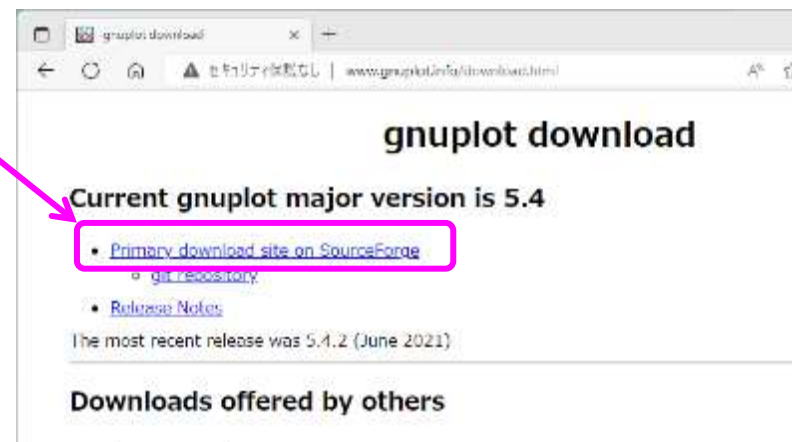 gnuplot download
セキュリティ保護なし | www.gnuplot.info/download.html
gnuplot download
Current gnuplot major version is 5.4
Primary download site on SourceForge
git repository
Release Notes
The most recent release was 5.4.2 (June 2021)
Downloads offered by others